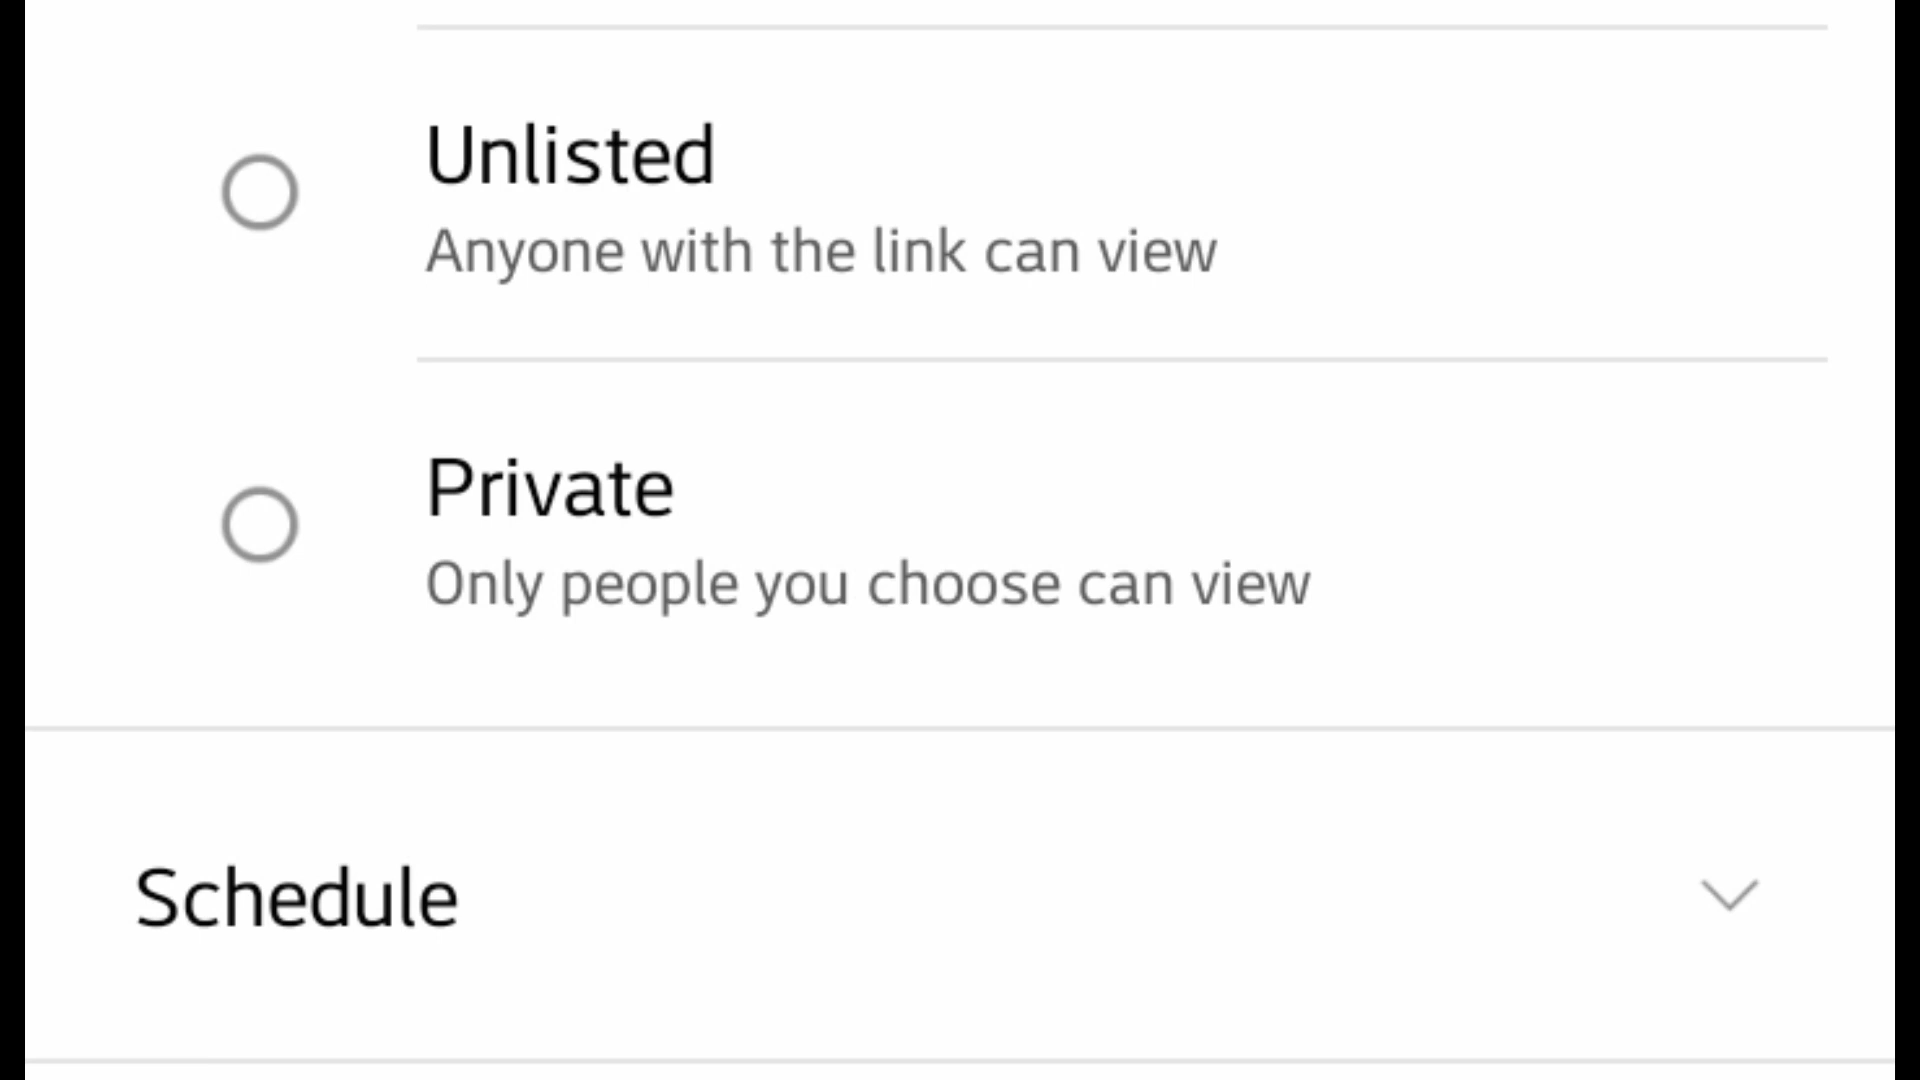 Unlisted
Anyone with the link can view
Private
Only people you choose can view
Schedule